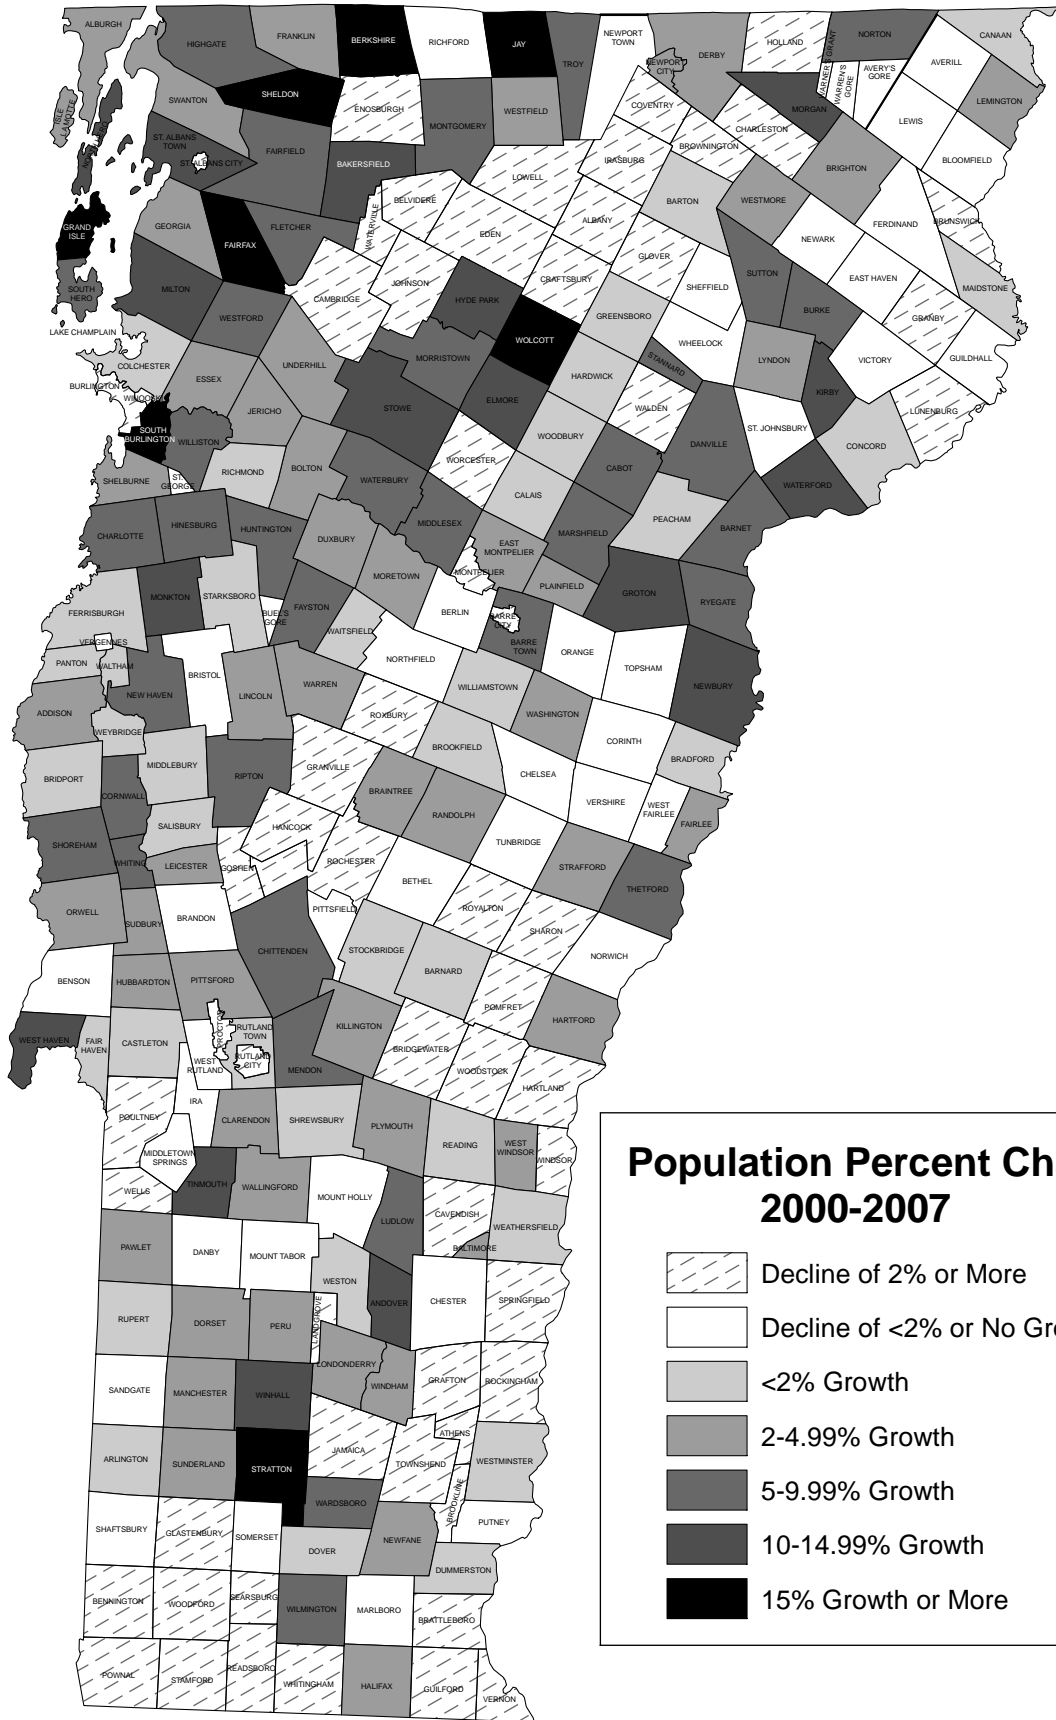 ALBURGH
HIGHGATE
FRANKLIN
BERKSHIRE
RICHFORD
JAY
TROY
NEWPORT
TOWN
NEWPORT
CITY
DERBY
HOLLAND
WARNER'S GRANT
NORTON
WARREN'S
GORE
AVERY'S
GORE
AVERILL
CANAAN
LEMINGTON
LEWIS
BLOOMFIELD
ISLE
LAMOTTE
SWANTON
SHELDON
ENOSBURGH
MONTGOMERY
WESTFIELD
COVENTRY
BROWNINGTON
CHARLESTON
MORGAN
BRIGHTON
ST. ALBANS
TOWN
ST. ALBANS CITY
FAIRFIELD
BAKERSFIELD
LOWELL
IRASBURG
BARTON
WESTMORE
FERDINAND
BRUNSWICK
GRAND
ISLE
GEORGIA
FAIRFAX
FLETCHER
WATERVILLE
BELVIDERE
EDEN
ALBANY
GLOVER
NEWARK
EAST HAVEN
MAIDSTONE
SOUTH
HERO
MILTON
WESTFORD
CAMBRIDGE
JOHNSON
HYDE PARK
CRAFTSBURY
GREENSBORO
SHEFFIELD
SUTTON
BURKE
GRANBY
GUILDHALL
LAKE CHAMPLAIN
COLCHESTER
ESSEX
UNDERHILL
MORRISTOWN
WOLCOTT
HARDWICK
STANNARD
WHEELOCK
LYNDON
VICTORY
BURLINGTON
WINOOSKI
JERICHO
STOWE
ELMORE
WALDEN
KIRBY
LUNENBURG
SOUTH
BURLINGTON
WILLISTON
WOODBURY
DANVILLE
ST. JOHNSBURY
CONCORD
SHELBURNE
ST.
GEORGE
RICHMOND
BOLTON
WATERBURY
WORCESTER
CALAIS
CABOT
WATERFORD
CHARLOTTE
HINESBURG
HUNTINGTON
DUXBURY
MIDDLESEX
EAST
MONTPELIER
MARSHFIELD
PEACHAM
BARNET
FERRISBURGH
MONKTON
STARKSBORO
BUEL'S
GORE
FAYSTON
MORETOWN
MONTPELIER
PLAINFIELD
GROTON
RYEGATE
VERGENNES
WAITSFIELD
BERLIN
BARRE
CITY
BARRE
TOWN
ORANGE
TOPSHAM
NEWBURY
PANTON
WALTHAM
NEW HAVEN
BRISTOL
LINCOLN
WARREN
NORTHFIELD
WILLIAMSTOWN
WASHINGTON
ADDISON
WEYBRIDGE
ROXBURY
BROOKFIELD
CORINTH
BRADFORD
BRIDPORT
MIDDLEBURY
RIPTON
GRANVILLE
CHELSEA
CORNWALL
BRAINTREE
RANDOLPH
VERSHIRE
WEST
FAIRLEE
FAIRLEE
SHOREHAM
SALISBURY
HANCOCK
TUNBRIDGE
WHITING
LEICESTER
GOSHEN
ROCHESTER
STRAFFORD
THETFORD
ORWELL
SUDBURY
BRANDON
PITTSFIELD
BETHEL
ROYALTON
SHARON
NORWICH
CHITTENDEN
STOCKBRIDGE
BENSON
HUBBARDTON
PITTSFORD
BARNARD
POMFRET
HARTFORD
WEST HAVEN
FAIR
HAVEN
CASTLETON
PROCTOR
RUTLAND
TOWN
RUTLAND
CITY
WEST
RUTLAND
MENDON
KILLINGTON
BRIDGEWATER
WOODSTOCK
HARTLAND
POULTNEY
IRA
CLARENDON
SHREWSBURY
PLYMOUTH
READING
WEST
WINDSOR
WINDSOR
MIDDLETOWN
SPRINGS
WELLS
TINMOUTH
WALLINGFORD
MOUNT HOLLY
LUDLOW
CAVENDISH
WEATHERSFIELD
BALTIMORE
PAWLET
DANBY
MOUNT TABOR
WESTON
ANDOVER
CHESTER
SPRINGFIELD
RUPERT
DORSET
PERU
LANDGROVE
LONDONDERRY
WINDHAM
GRAFTON
ROCKINGHAM
SANDGATE
MANCHESTER
WINHALL
ATHENS
ARLINGTON
SUNDERLAND
STRATTON
JAMAICA
TOWNSHEND
WESTMINSTER
BROOKLINE
WARDSBORO
SHAFTSBURY
GLASTENBURY
SOMERSET
DOVER
NEWFANE
PUTNEY
DUMMERSTON
BENNINGTON
WOODFORD
SEARSBURG
WILMINGTON
MARLBORO
BRATTLEBORO
POWNAL
STAMFORD
READSBORO
WHITINGHAM
HALIFAX
GUILFORD
VERNON
Population Percent Ch
2000-2007
Decline of 2% or More
Decline of <2% or No Gro
<2% Growth
2-4.99% Growth
5-9.99% Growth
10-14.99% Growth
15% Growth or More